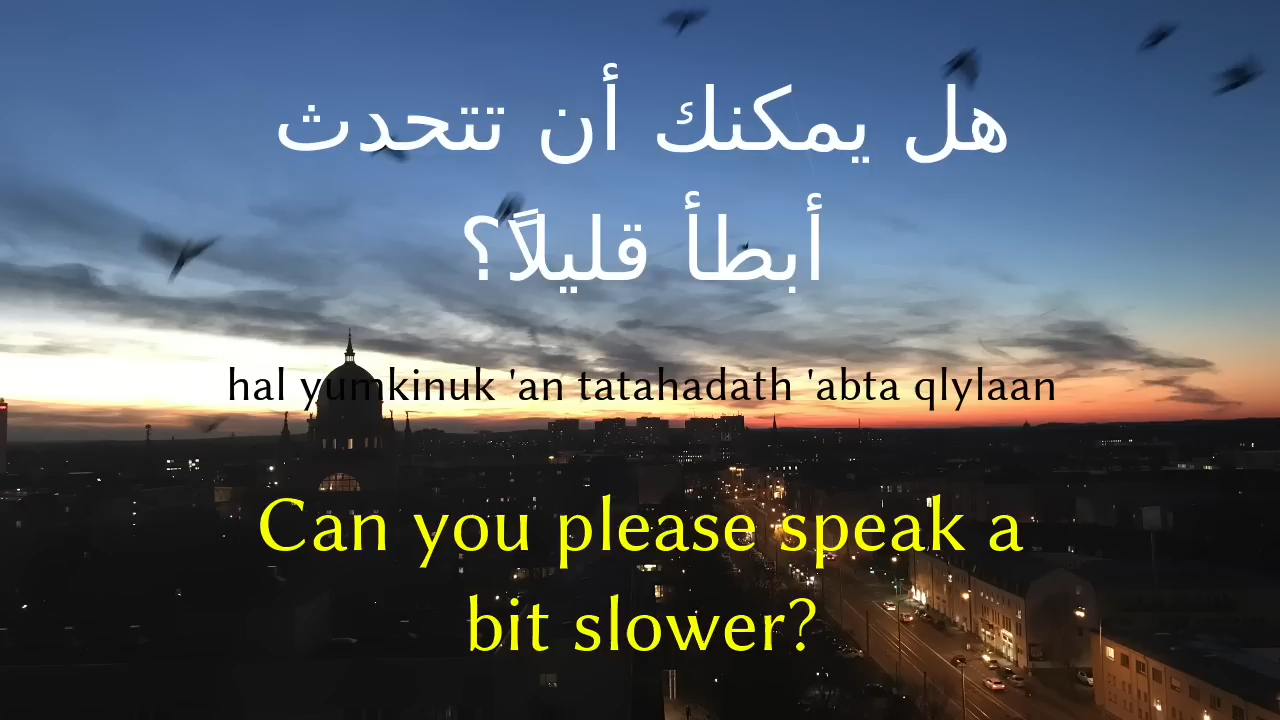 هل يمكنك أن تتحدث
أبطأ قليلاً؟
hal yumkinuk 'an tatahadath 'abta qlylaan
Can you please speak a
bit slower?